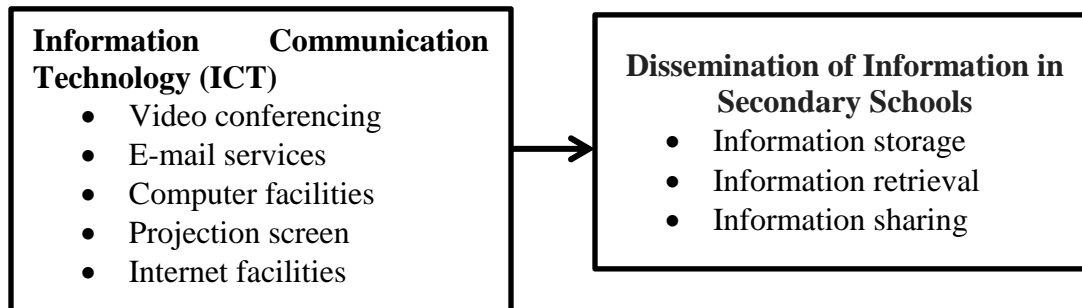 Information Communication
Technology (ICT)
• Video conferencing
• E-mail services
• Computer facilities
• Projection screen
• Internet facilities
Dissemination of Information in
Secondary Schools
• Information storage
• Information retrieval
• Information sharing